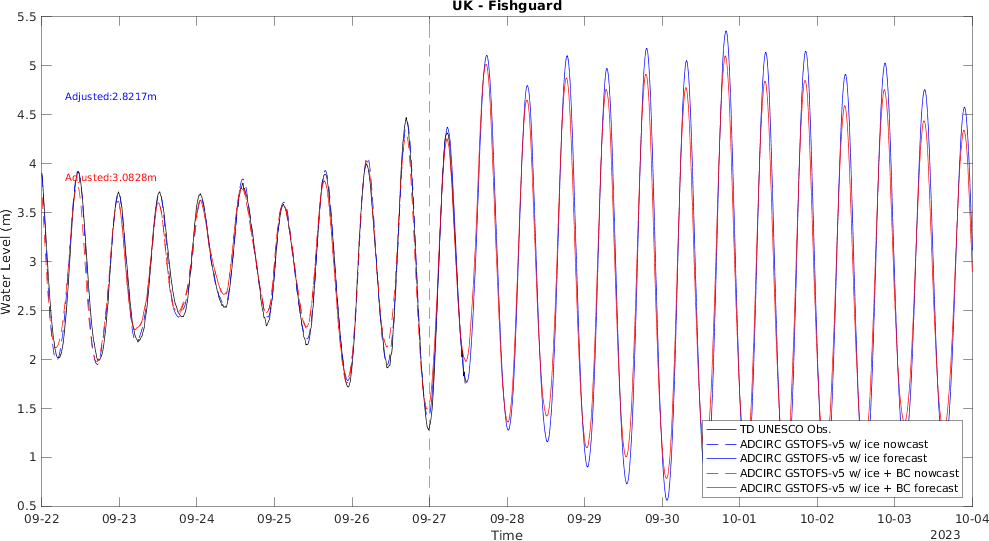 UK - Fishguard
5.5
5
4.5
4
3.5
3
2.5
2
1.5
1
0.5
Water Level (m)
Adjusted:2.8217m
Adjusted:3.0828m
TD UNESCO Obs.
ADCIRC GSTOFS-v5 w/ ice nowcast
ADCIRC GSTOFS-v5 w/ ice forecast
ADCIRC GSTOFS-v5 w/ ice + BC nowcast
ADCIRC GSTOFS-v5 w/ ice + BC forecast
09-22 09-23 09-24 09-25 09-26 09-27 09-28 09-29 09-30 10-01 10-02 10-03 10-04
Time
2023